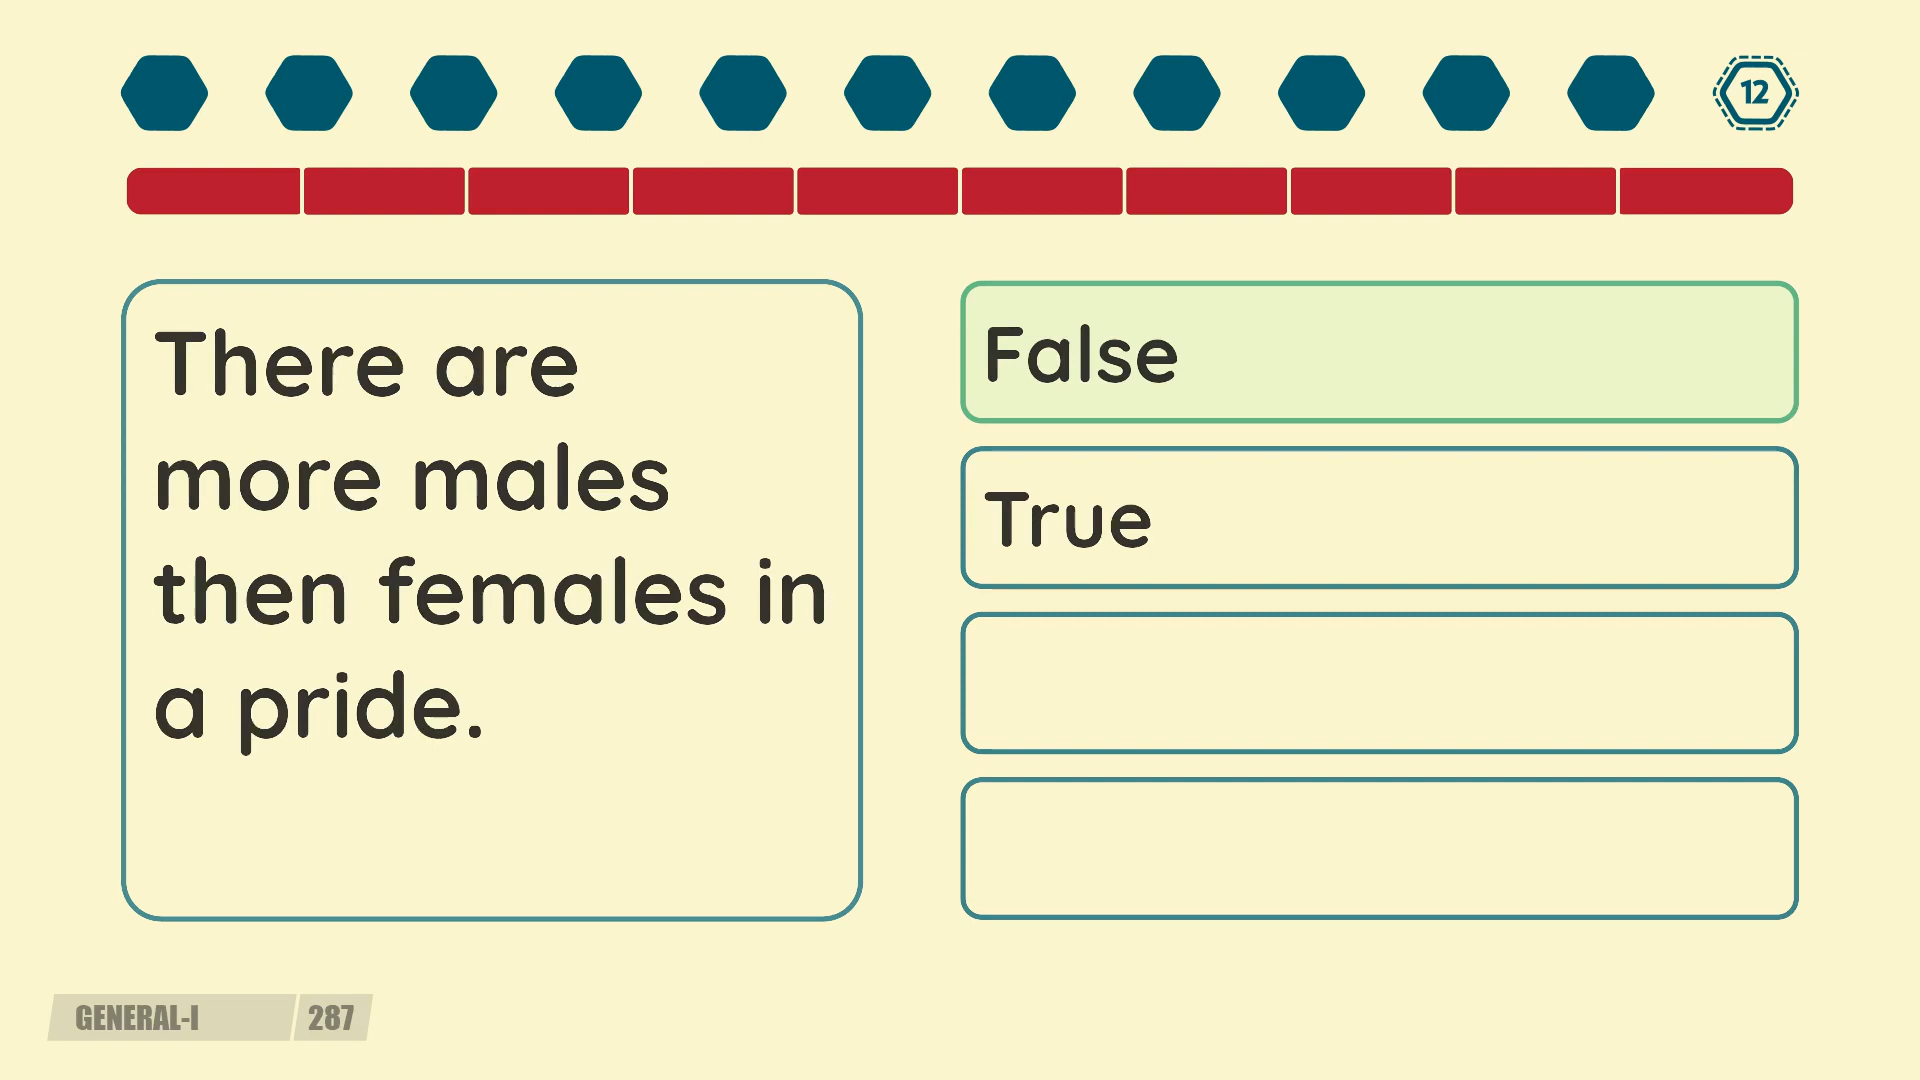 12
There are
more males
then females in
a pride.
False
True
GENERAL-I 287